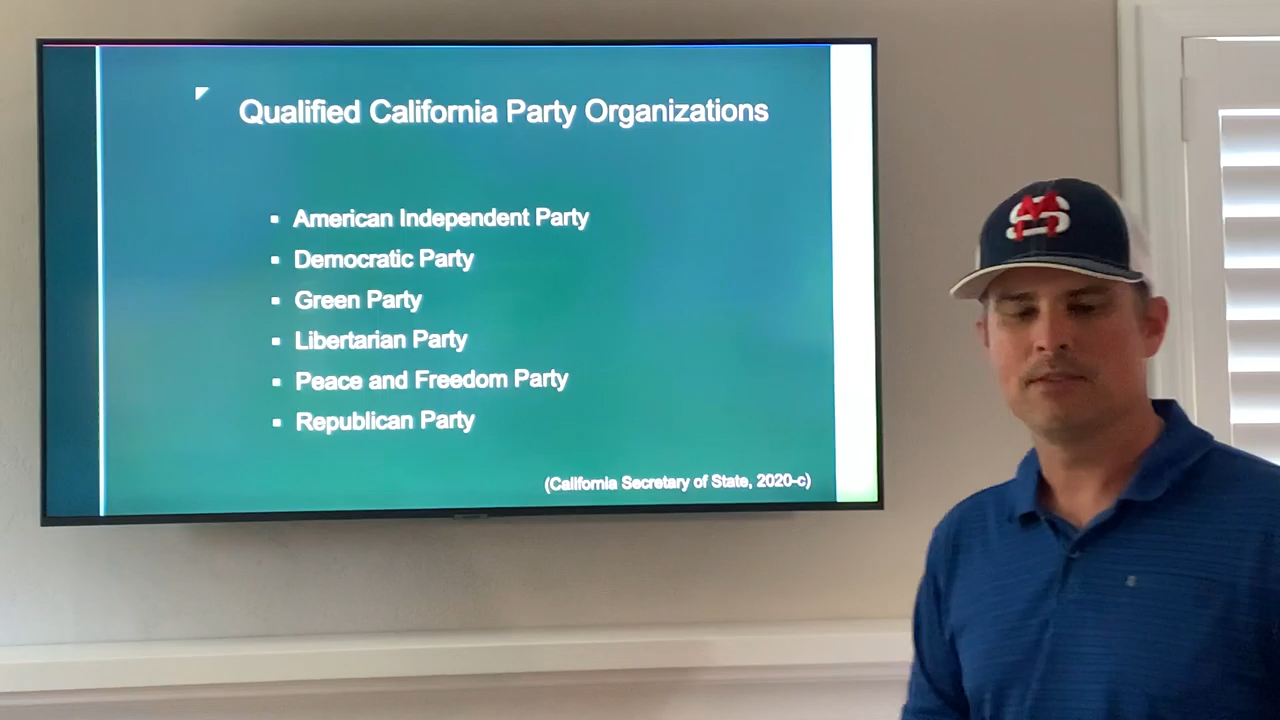 Qualified California Party Organizations
▪ American Independent Party
▪ Democratic Party
▪ Green Party
▪ Libertarian Party
▪ Peace and Freedom Party
▪ Republican Party
(California Secretary of State, 2020-c)
SM